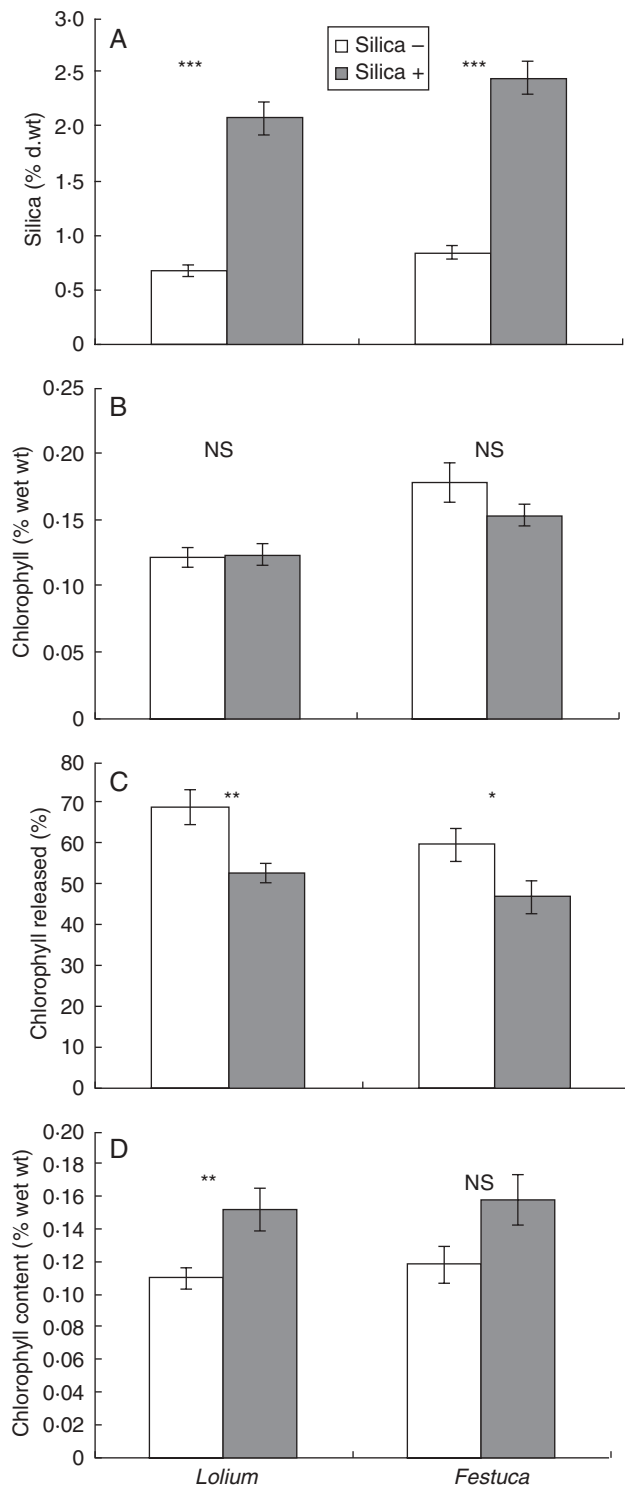 A
Silica (% d.wt)
3·0
2·5
2·0
1·5
1·0
0·5
0
Silica –
Silica +
***
***
B
Chlorophyll (% wet wt)
0·25
0·20
0·15
0·10
0·05
0
NS
NS
C
Chlorophyll released (%)
80
70
60
50
40
30
20
10
0
**
*
D
Chlorophyll content (% wet wt)
0·20
0·18
0·16
0·14
0·12
0·10
0·08
0·06
0·04
0·02
0
**
NS
Lolium
Festuca